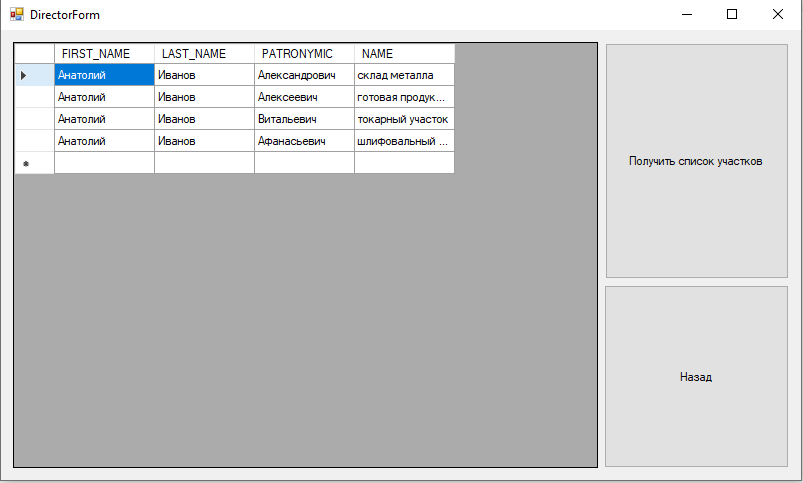 DirectorForm
FIRST_NAME LAST_NAME PATRONYMIC NAME
Анатолий Иванов Александрович склад металла
Анатолий Иванов Алексеевич готовая продук...
Анатолий Иванов Витальевич токарный участок
Анатолий Иванов Афанасьевич шлифовальный ...
Получить список участков
Назад